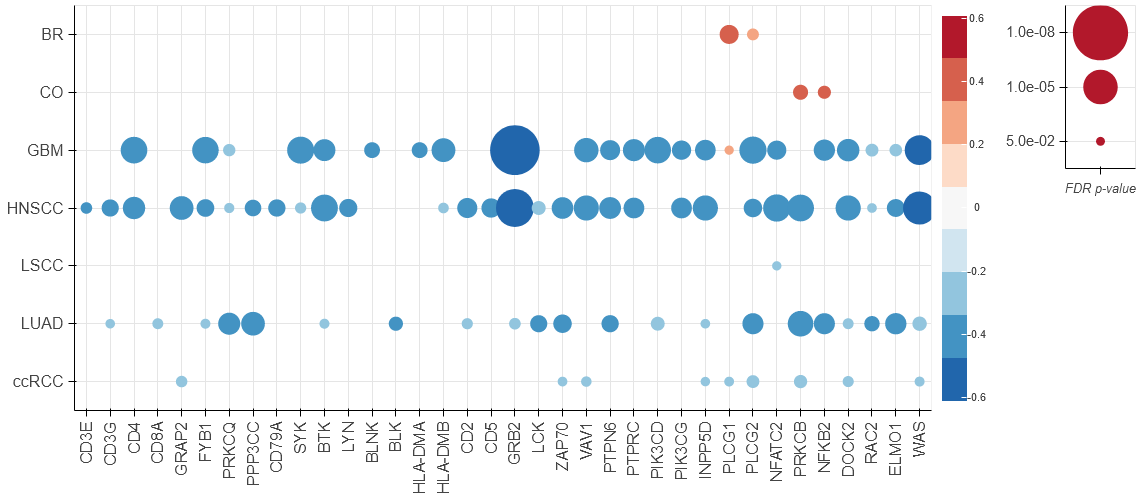 BR
CO
GBM
HNSCC
LSCC
LUAD
ccRCC
CD3E
CD3G
CD4
CD8A
GRAP2
FYB1
PRKCQ
PPP3CC
CD79A
SYK
BTK
LYN
BLNK
BLK
HLA-DMA
HLA-DMB
CD2
CD5
GRB2
LCK
ZAP70
VAV1
PTPN6
PTPRC
PIK3CD
PIK3CG
INPP5D
PLCG1
PLCG2
NFATC2
PRKCB
NFKB2
DOCK2
RAC2
ELMO1
WAS
0.6
0.4
0.2
0
-0.2
-0.4
-0.6
1.0e-08
1.0e-05
5.0e-02
FDR p-value